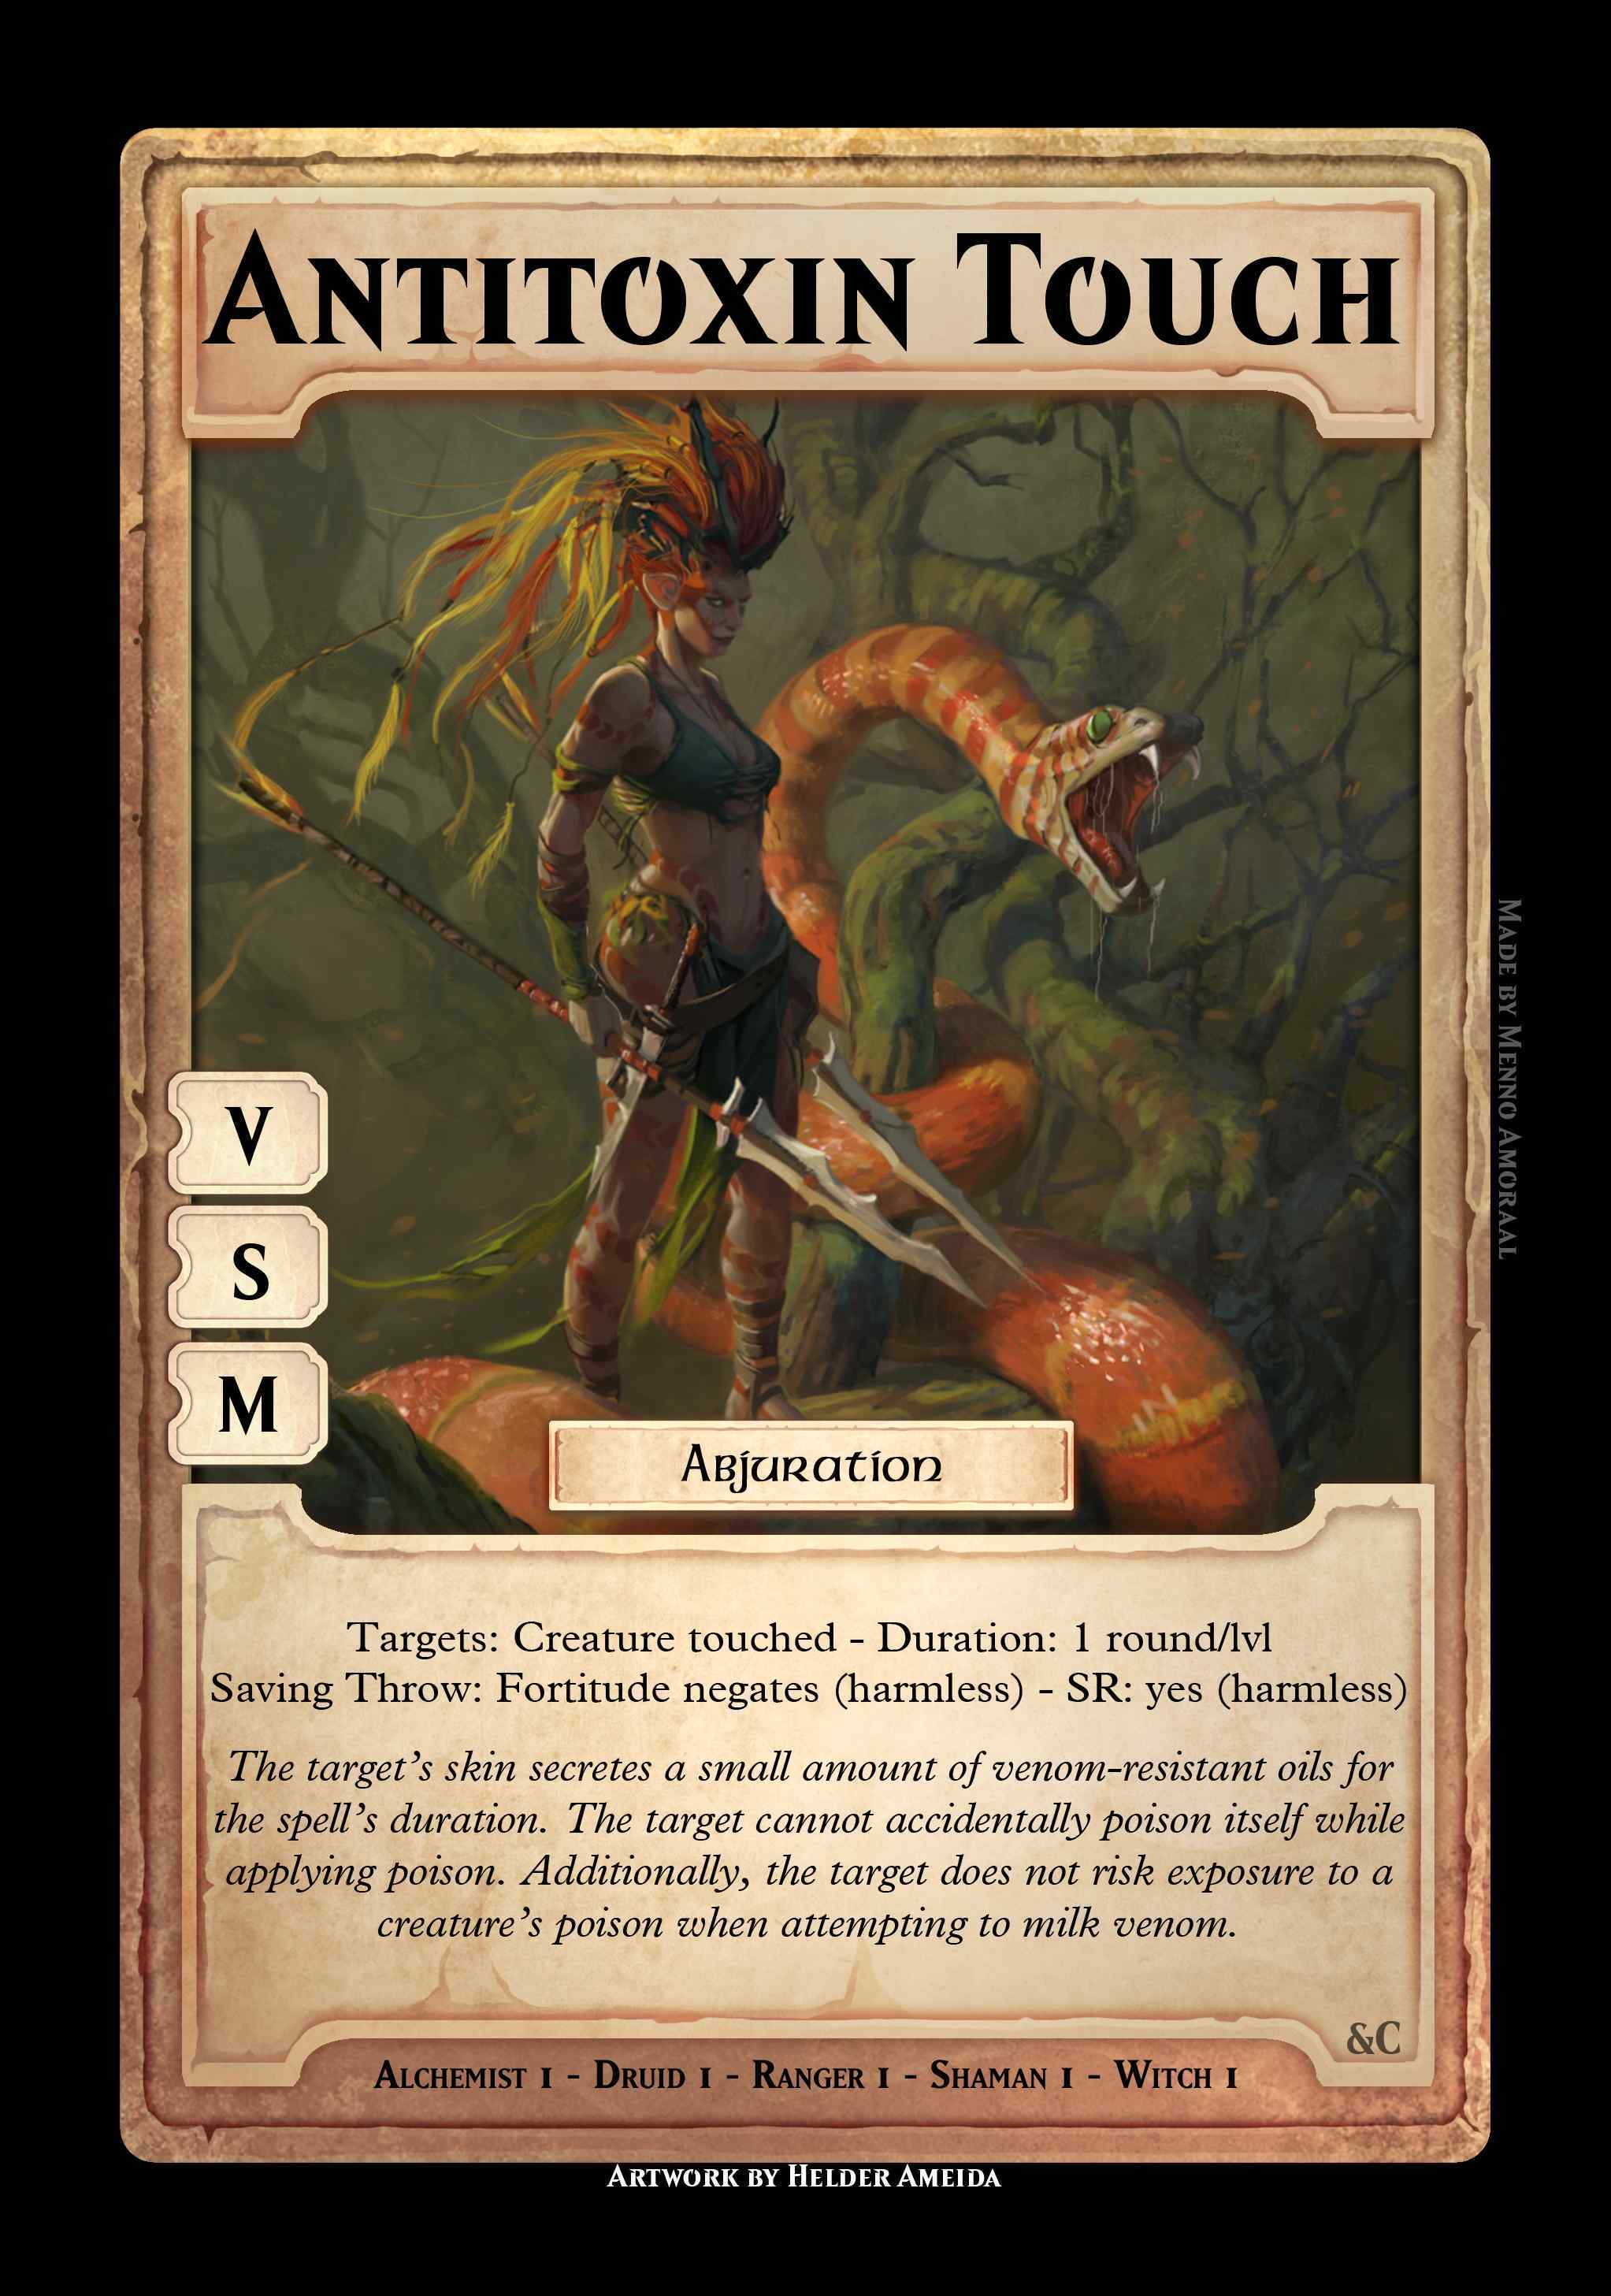 Antitoxin Touch
V
S
M
Abjuration
Targets: Creature touched - Duration: 1 round/lvl
Saving Throw: Fortitude negates (harmless) - SR: yes (harmless)
The target's skin secretes a small amount of venom-resistant oils for
the spell's duration. The target cannot accidentally poison itself while
applying poison. Additionally, the target does not risk exposure to a
creature's poison when attempting to milk venom.
&C
Alchemist 1 - Druid 1 - Ranger 1 - Shaman 1 - Witch 1
Artwork by Helder Ameida
Made by Menno Amoraal